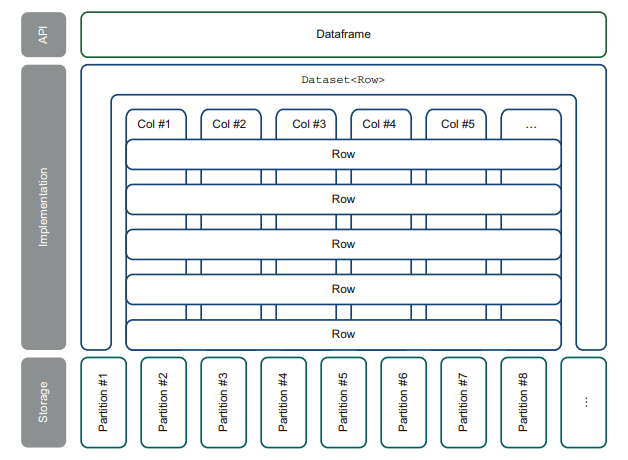 API
Dataframe
Implementation
Dataset<Row>
Col #1
Col #2
Col #3
Col #4
Col #5
...
Row
Row
Row
Row
Row
Storage
Partition #1
Partition #2
Partition #3
Partition #4
Partition #5
Partition #6
Partition #7
Partition #8
...